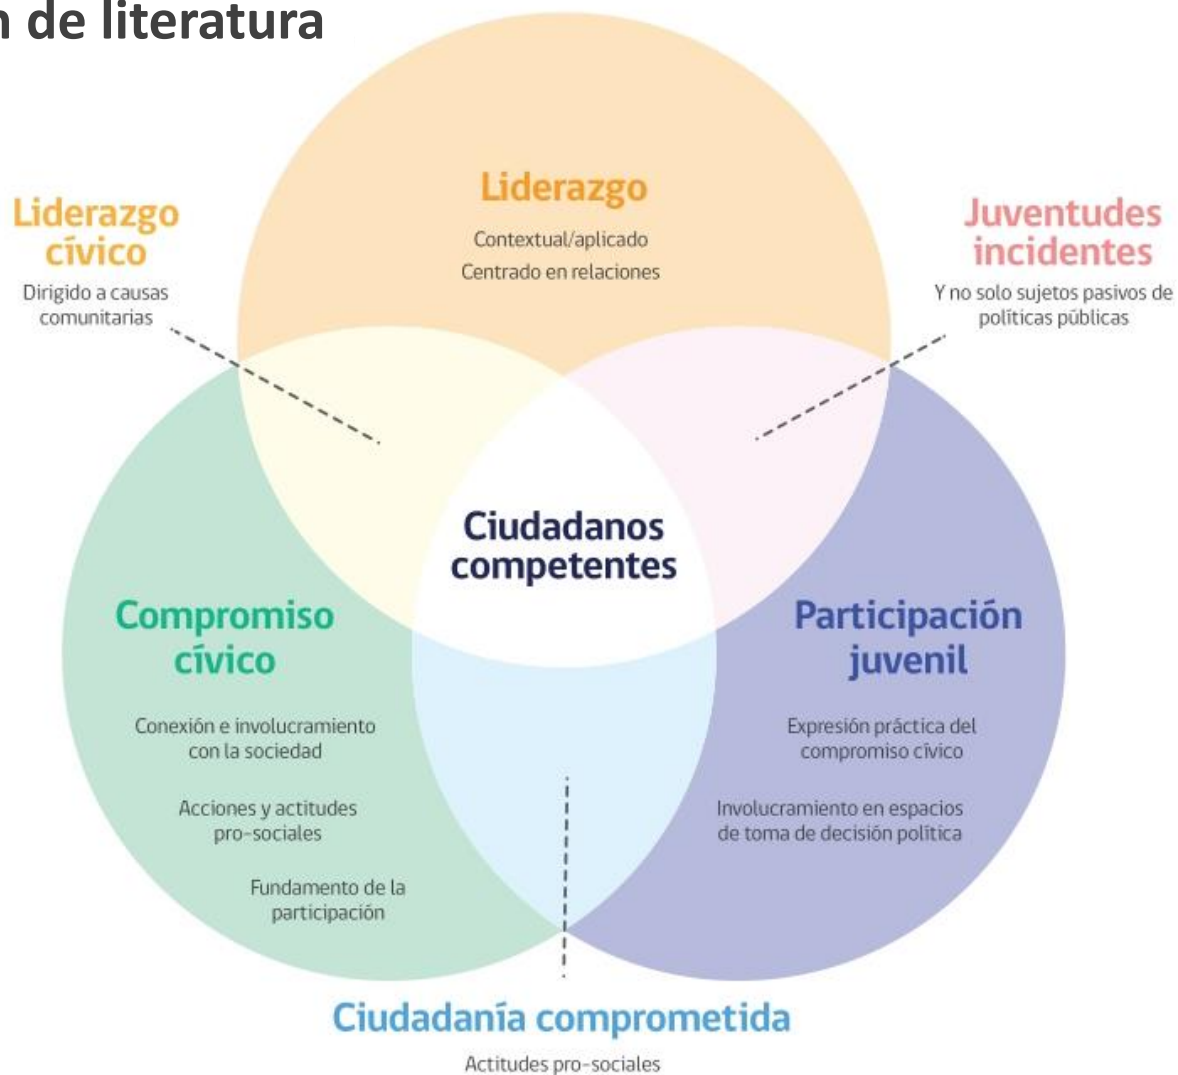 n de literatura
Liderazgo
Contextual/aplicado
Centrado en relaciones
Liderazgo
cívico
Dirigido a causas
comunitarias
Juventudes
incidentes
Y no solo sujetos pasivos de
políticas públicas
Ciudadanos
competentes
Compromiso
cívico
Conexión e involucramiento
con la sociedad
Acciones y actitudes
pro-sociales
Fundamento de la
participación
Participación
juvenil
Expresión práctica del
compromiso cívico
Involucramiento en espacios
de toma de decisión política
Ciudadanía comprometida
Actitudes pro-sociales